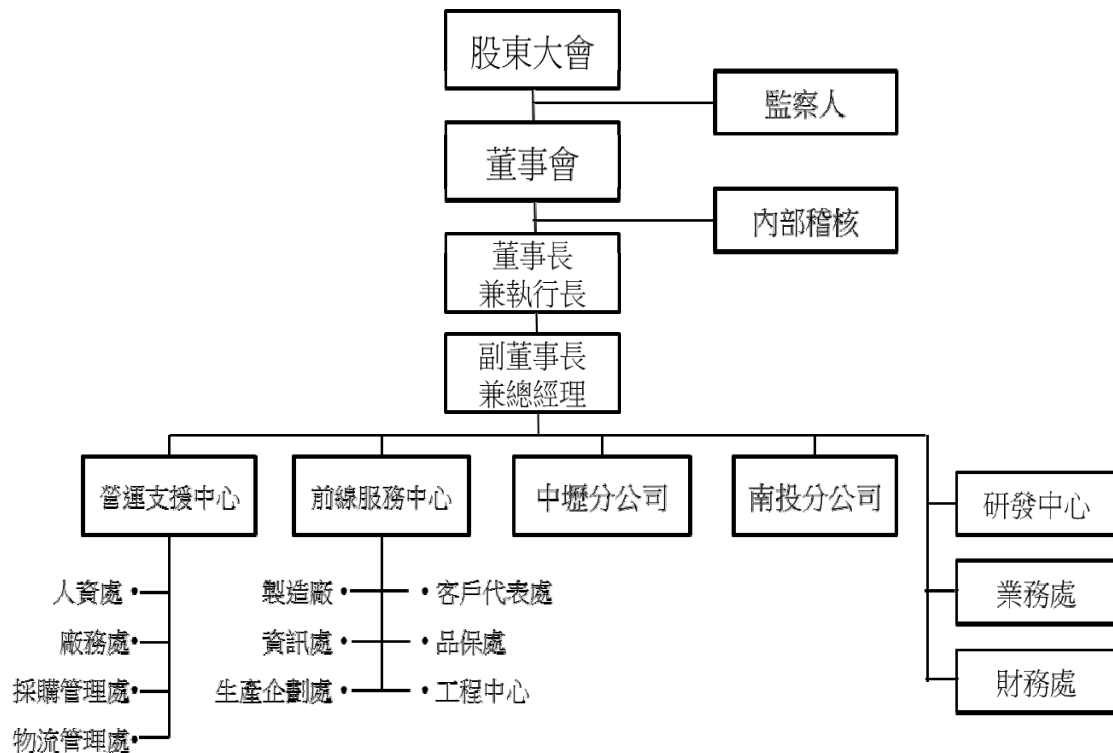 股東大會
監察人
董事會
內部稽核
董事長
兼執行長
副董事長
兼總經理
營運支援中心
前線服務中心
中壢分公司
南投分公司
研發中心
業務處
財務處
人資處•
廠務處•
採購管理處•
物流管理處•
製造廠•
資訊處•
生產企劃處•
•客戶代表處
•品保處
•工程中心